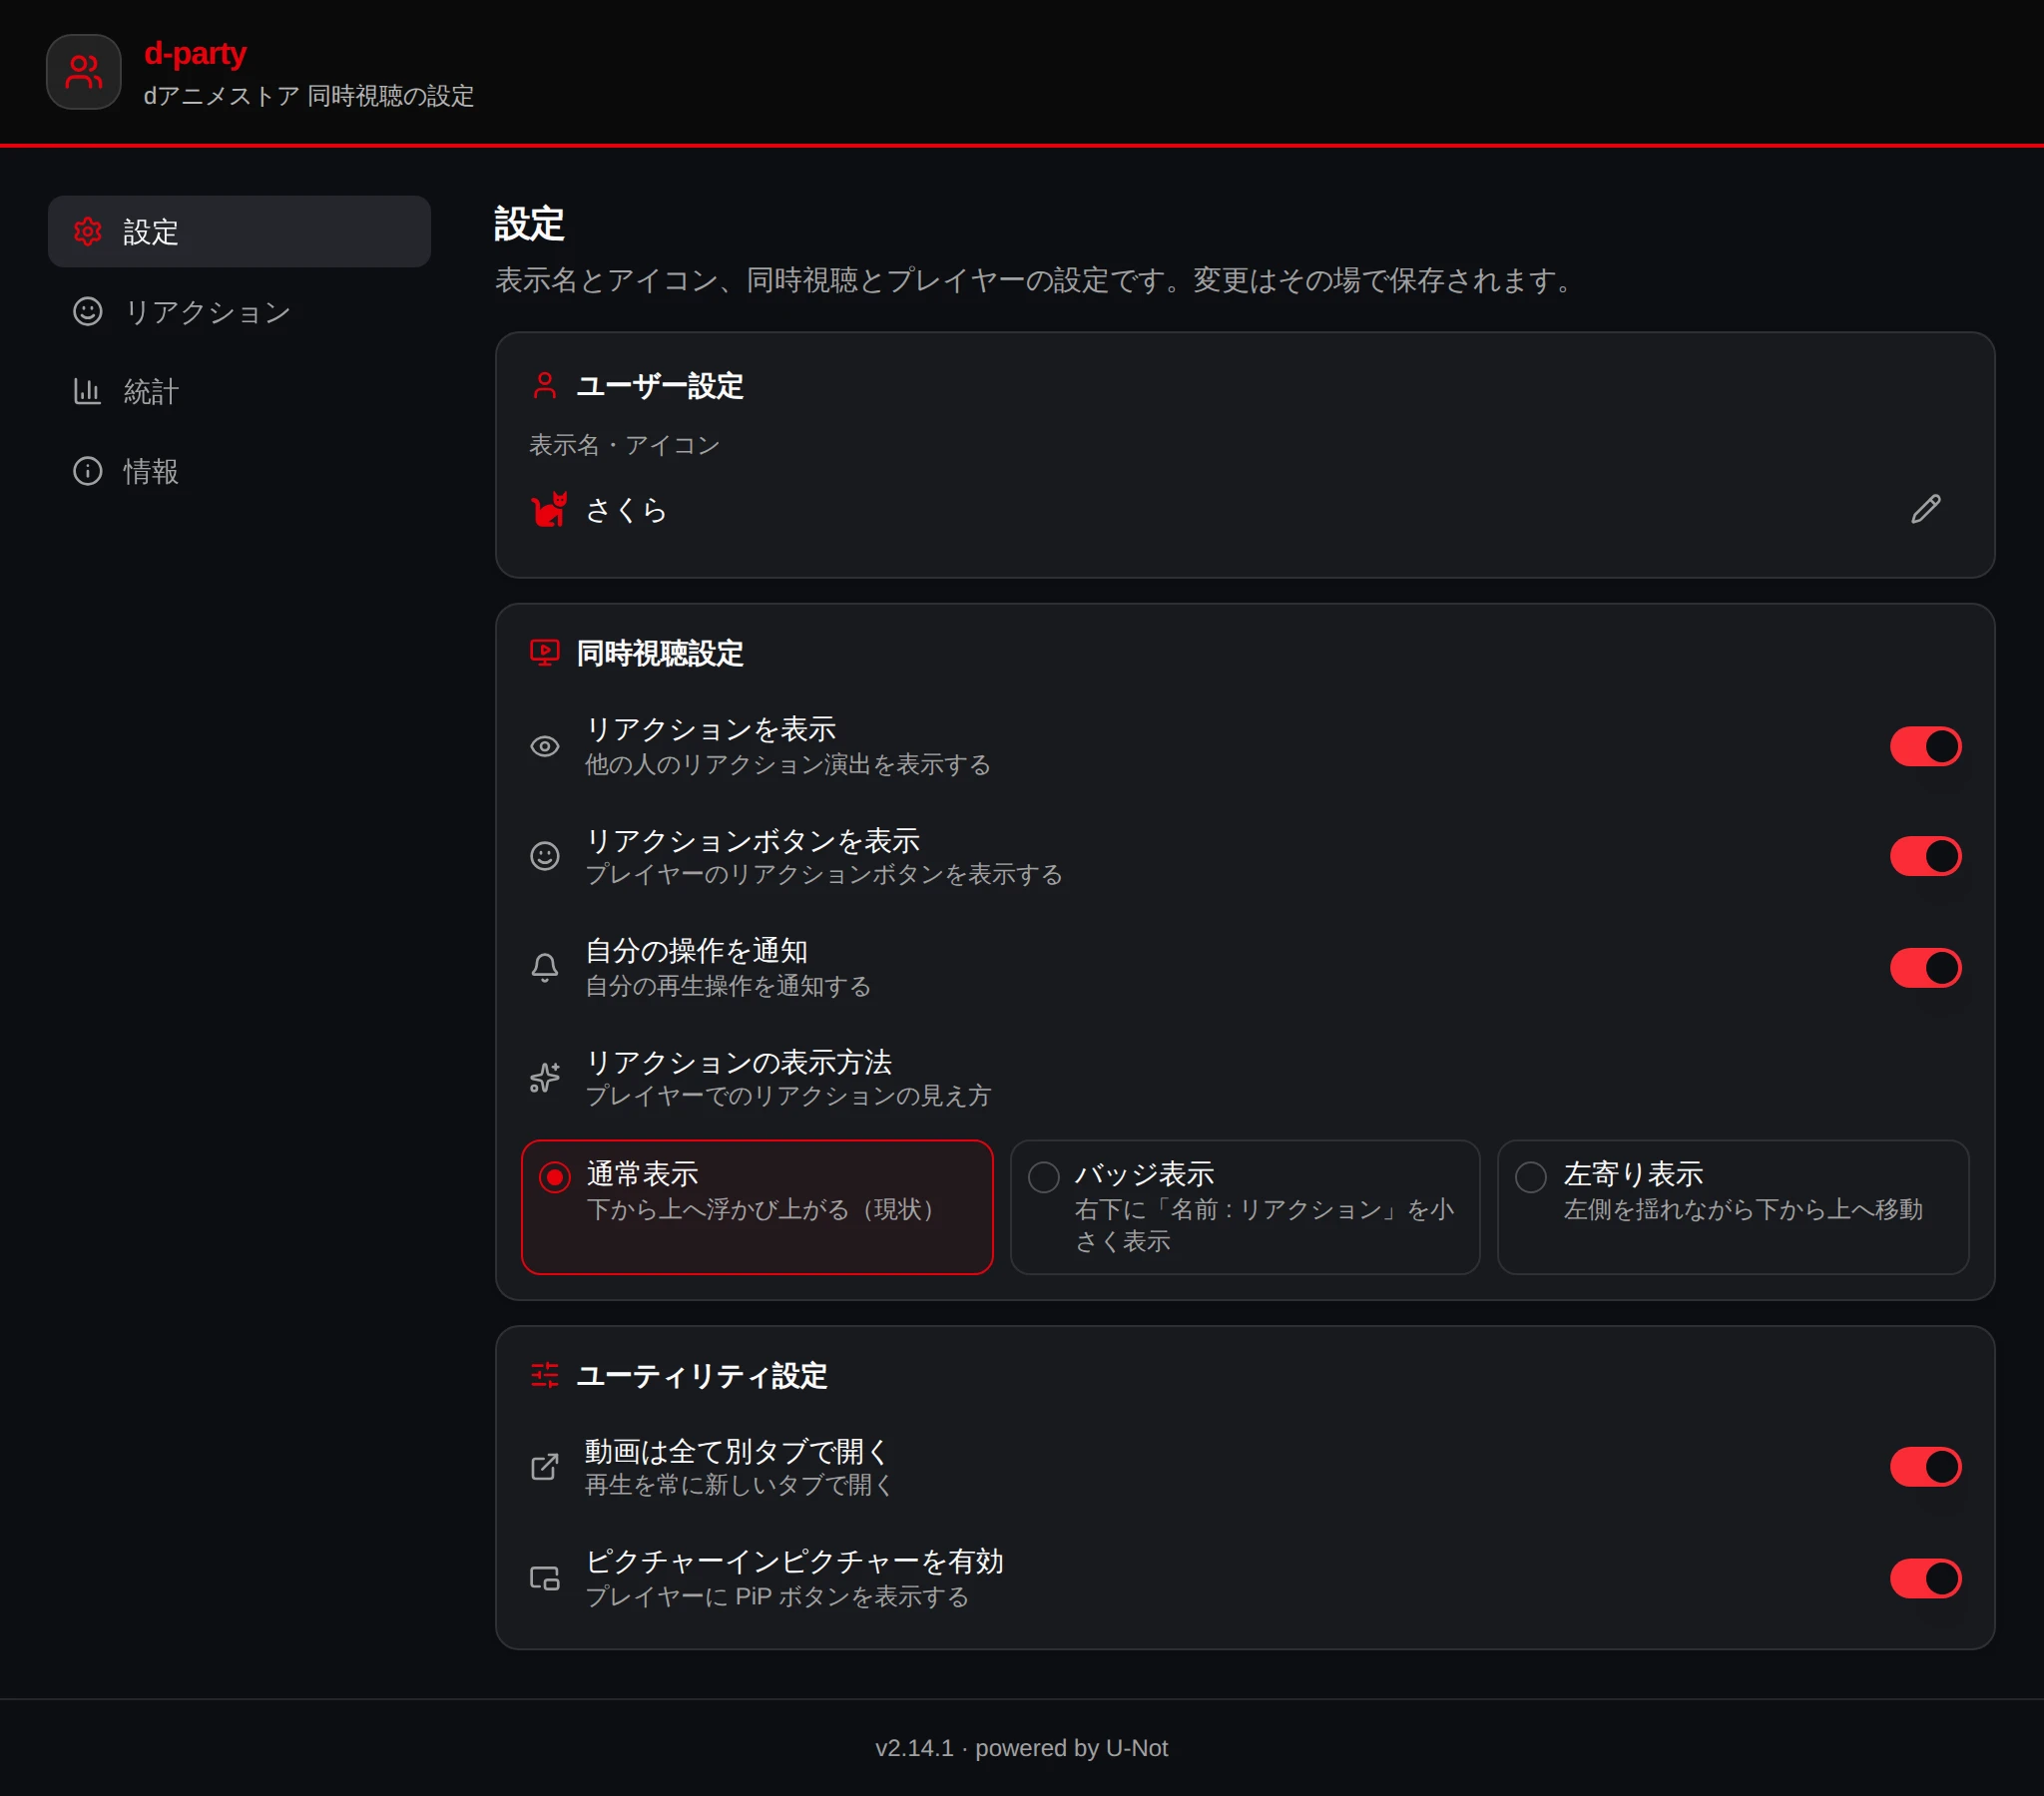 d-party
dアニメストア 同時視聴の設定
設定
リアクション
統計
情報
設定
表示名とアイコン、同時視聴とプレイヤーの設定です。変更はその場で保存されます。
ユーザー設定
表示名・アイコン
さくら
同時視聴設定
リアクションを表示
他の人のリアクション演出を表示する
リアクションボタンを表示
プレイヤーのリアクションボタンを表示する
自分の操作を通知
自分の再生操作を通知する
リアクションの表示方法
プレイヤーでのリアクションの見え方
通常表示
下から上へ浮かび上がる（現状）
バッジ表示
右下に「名前 : リアクション」を小
さく表示
左寄り表示
左側を揺れながら下から上へ移動
ユーティリティ設定
動画は全て別タブで開く
再生を常に新しいタブで開く
ピクチャーインピクチャーを有効
プレイヤーに PiP ボタンを表示する
v2.14.1 · powered by U-Not